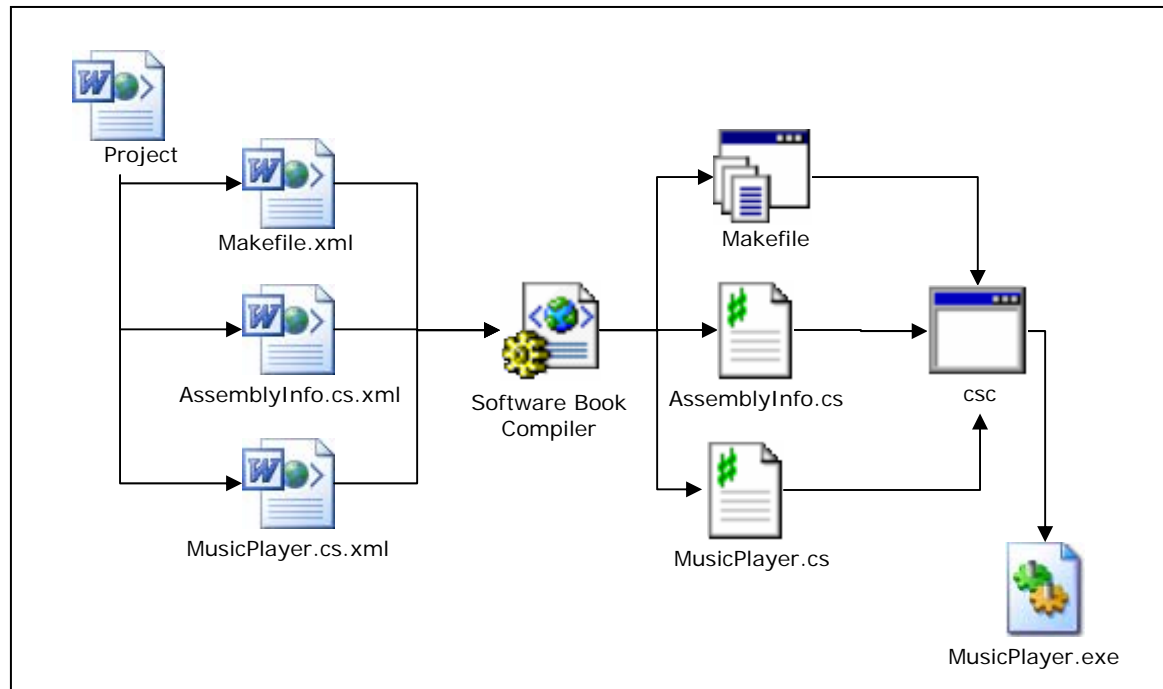 Project
Makefile.xml
AssemblyInfo.cs.xml
MusicPlayer.cs.xml
Software Book
Compiler
Makefile
AssemblyInfo.cs
MusicPlayer.cs
csc
MusicPlayer.exe